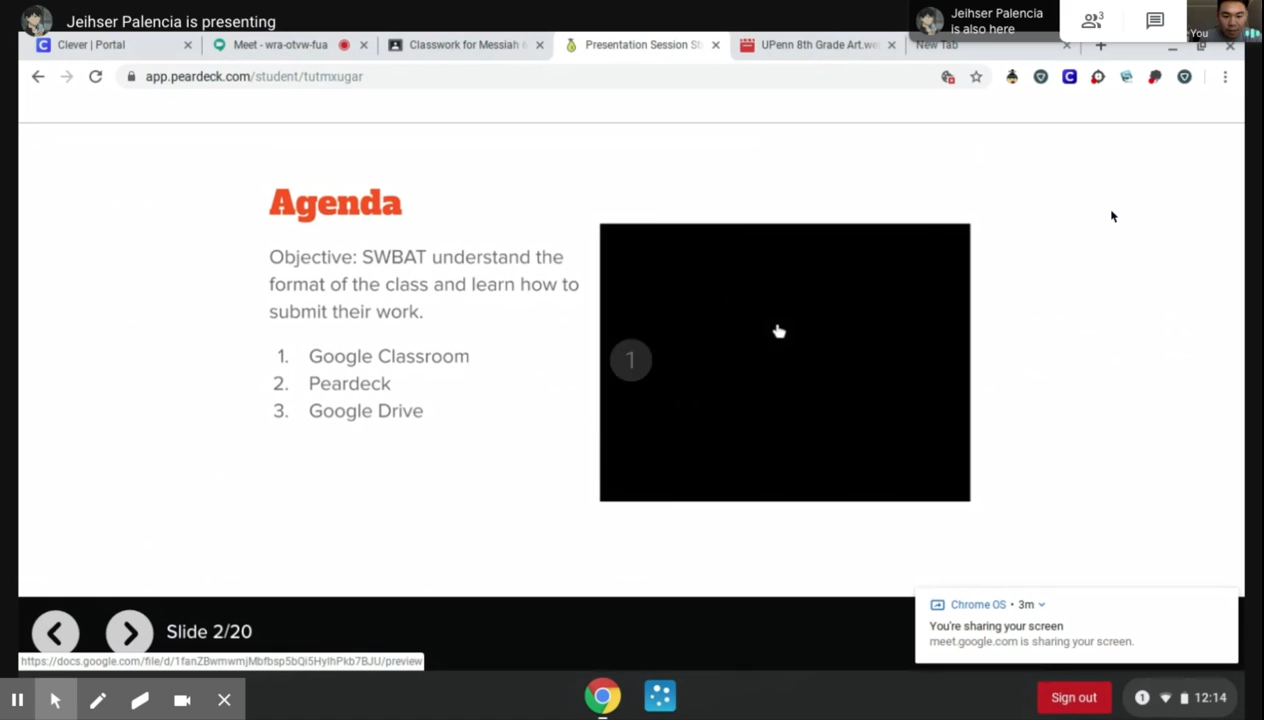 Jeihser Palencia is presenting
Jeihser Palencia
is also here
3
You
Clever | Portal
Meet - wra-otvw-fua
Classwork for Messiah
Presentation Session St
UPenn 8th Grade Art.we
New Tab
app.peardeck.com/student/tutmxugar
Agenda
Objective: SWBAT understand the
format of the class and learn how to
submit their work.
1. Google Classroom
2. Peardeck
3. Google Drive
1
Slide 2/20
https://docs.google.com/file/d/1fanZBwmwmjMbfbsp5bQi5HyIhPkb7BJU/preview
Chrome OS • 3m
You're sharing your screen
meet.google.com is sharing your screen.
Sign out
1
12:14